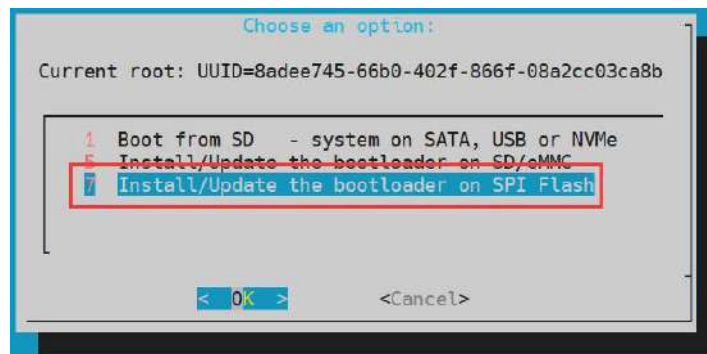 Choose an option:
Current root: UUID=8adee745-66b0-402f-866f-08a2cc03ca8b
1 Boot from SD - system on SATA, USB or NVMe
5 Install/Update the bootloader on SD/eMMC
7 Install/Update the bootloader on SPI Flash
< OK > <Cancel>